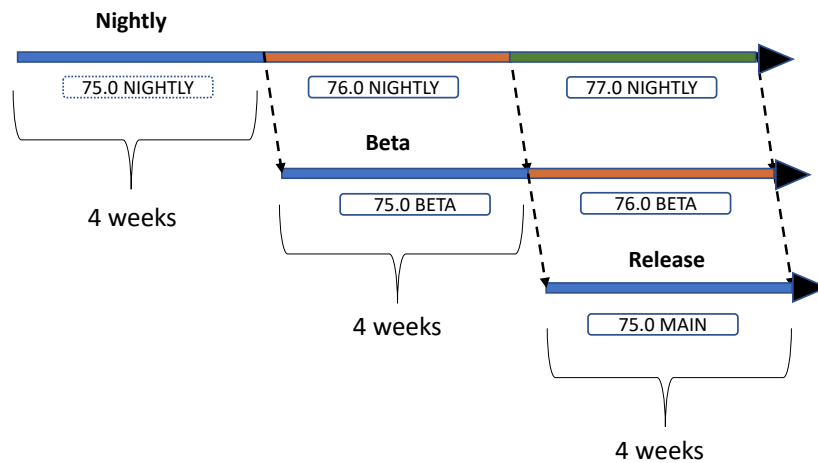 Nightly
75.0 NIGHTLY
76.0 NIGHTLY
77.0 NIGHTLY
Beta
4 weeks
75.0 BETA
76.0 BETA
Release
4 weeks
75.0 MAIN
4 weeks